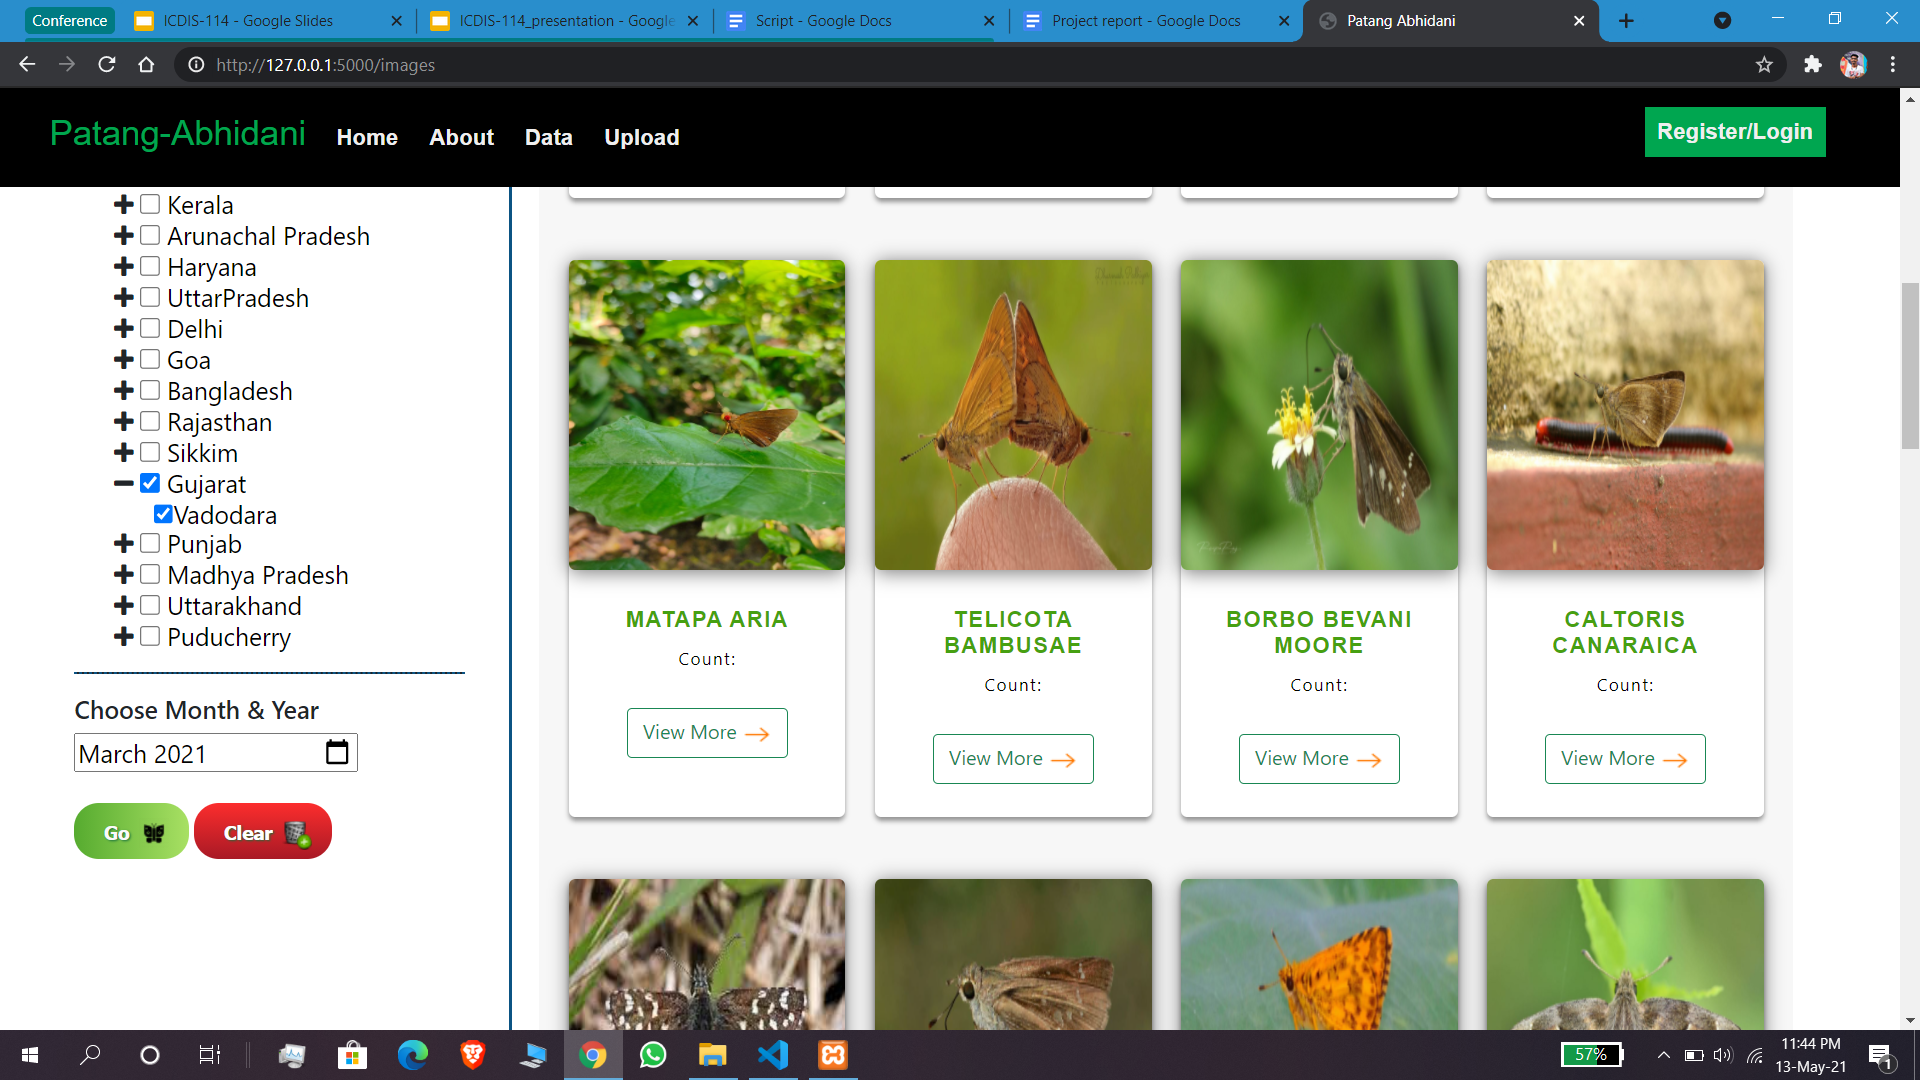 Conference
ICDIS-114 - Google Slides
ICDIS-114_presentation - Google
Script - Google Docs
Project report - Google Docs
Patang Abhidani
http://127.0.0.1:5000/images
Patang-Abhidani
Home
About
Data
Upload
Register/Login
Kerala
Arunachal Pradesh
Haryana
UttarPradesh
Delhi
Goa
Bangladesh
Rajasthan
Sikkim
Gujarat
Vadodara
Punjab
Madhya Pradesh
Uttarakhand
Puducherry
Choose Month & Year
March 2021
Go
Clear
MATAPA ARIA
Count:
View More
TELICOTA
BAMBUSAE
Count:
View More
BORBO BEVANI
MOORE
Count:
View More
CALTORIS
CANARAICA
Count:
View More
57%
11:44 PM
13-May-21
1